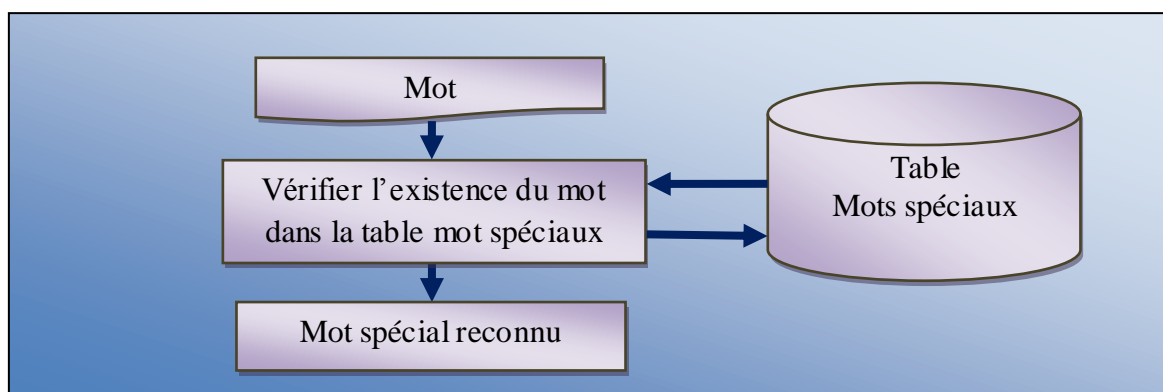 Mot
Vérifier l'existence du mot
dans la table mot spéciaux
Table
Mots spéciaux
Mot spécial reconnu